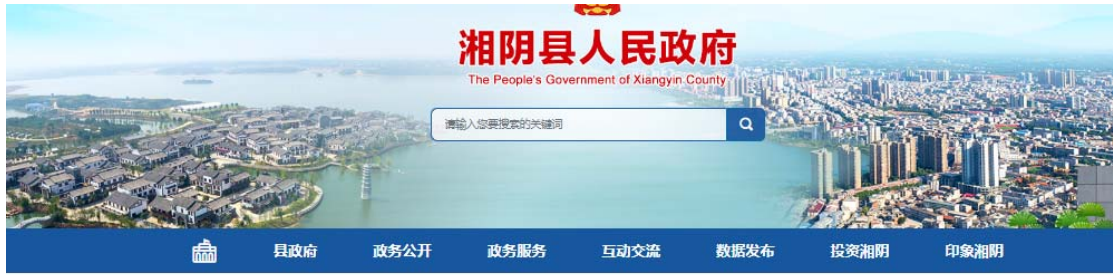 湘阴县人民政府
The People's Government of Xiangyin County
请输入您要搜索的关键词
县政府 政务公开 政务服务 互动交流 数据发布 投资湘阴 印象湘阴